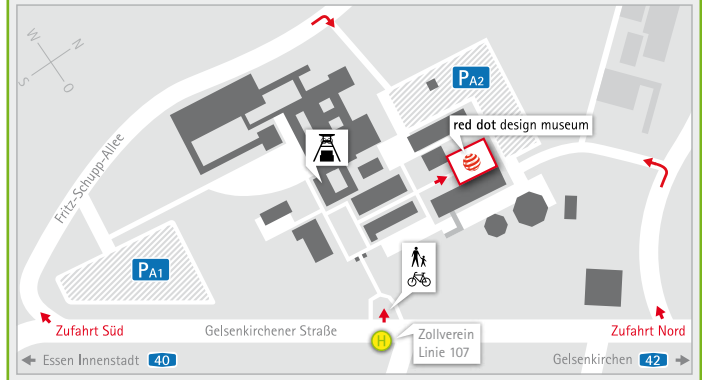 W
N
S
O
PA2
red dot design museum
Fritz-Schupp-Allee
PA1
Zufahrt Süd
Gelsenkirchener Straße
H
Zollverein
Linie 107
Zufahrt Nord
Essen Innenstadt 40
Gelsenkirchen 42